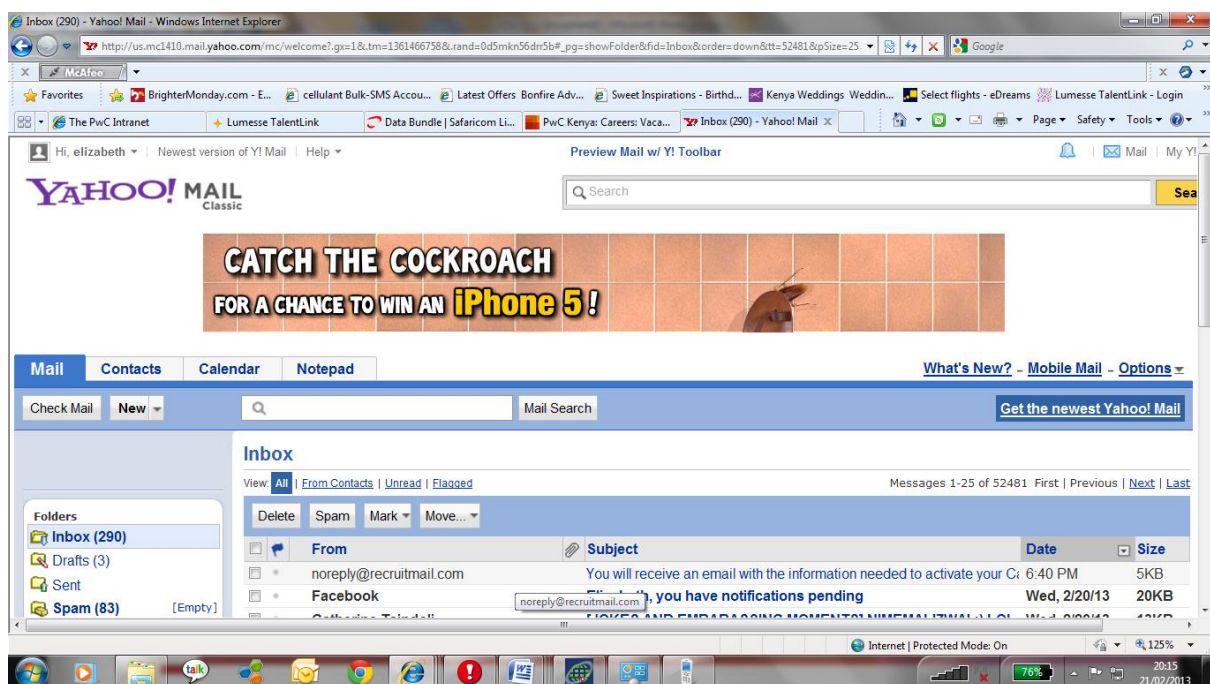 Inbox (290) - Yahoo! Mail - Windows Internet Explorer
http://us.mc1410.mail.yahoo.com/mc/welcome?.gx=1&.tm=1361466758&.rand=0d5mkn56drr5b#_pg=showFolder&fid=Inbox&order=down&tt=52481&pSize=25 Google
X McAfee x
Favorites BrighterMonday.com - E... cellulant Bulk-SMS Accou... Latest Offers Bonfire Adv... Sweet Inspirations - Birthd... Kenya Weddings Weddin... Select flights - eDreams Lumesse TalentLink - Login
The PwC Intranet Lumesse TalentLink Data Bundle | Safaricom Li... PwC Kenya: Careers: Vaca... Inbox (290) - Yahoo! Mail X Page Safety Tools
Hi, elizabeth | Newest version of Y! Mail | Help Preview Mail w/ Y! Toolbar | Mail | My Y!
YAHOO! MAIL
Classic
Search Sea
CATCH THE COCKROACH
FOR A CHANCE TO WIN AN iPhone 5!
Mail Contacts Calendar Notepad What's New? - Mobile Mail - Options
Check Mail New Mail Search Get the newest Yahoo! Mail
Inbox
View: All | From Contacts | Unread | Flagged Messages 1-25 of 52481 First | Previous | Next | Last
Folders
Delete Spam Mark Move...
Inbox (290)
From Subject Date Size
Drafts (3)
noreply@recruitmail.com You will receive an email with the information needed to activate your Ca 6:40 PM 5KB
Sent
Facebook you have notifications pending Wed, 2/20/13 20KB
Spam (83) [Empty]
noreply@recruitmail.com
Internet | Protected Mode: On 125%
talk 76% 20:15
21/02/2013